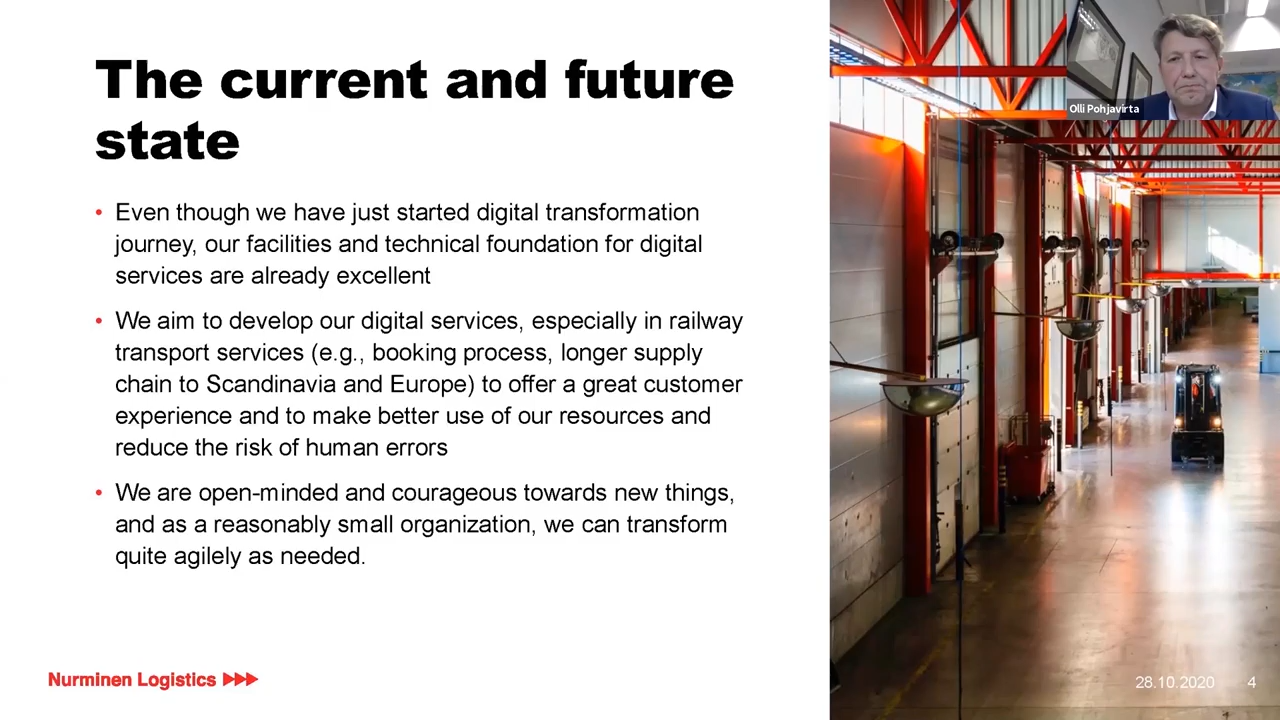 The current and future
state
• Even though we have just started digital transformation
journey, our facilities and technical foundation for digital
services are already excellent
• We aim to develop our digital services, especially in railway
transport services (e.g., booking process, longer supply
chain to Scandinavia and Europe) to offer a great customer
experience and to make better use of our resources and
reduce the risk of human errors
• We are open-minded and courageous towards new things,
and as a reasonably small organization, we can transform
quite agilely as needed.
Nurminen Logistics
Olli Pohjavirta
28.10.2020 4